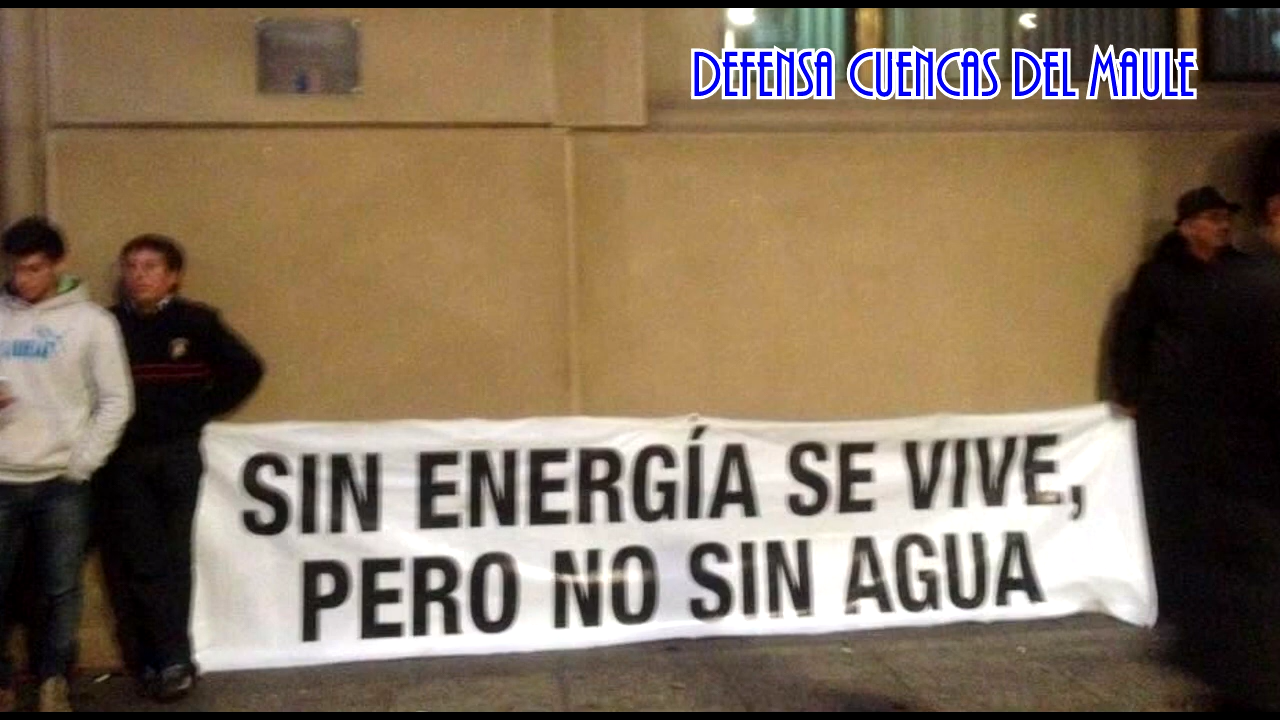 DEFENSA CUENCAS DEL MAULE
SIN ENERGÍA SE VIVE,
PERO NO SIN AGUA